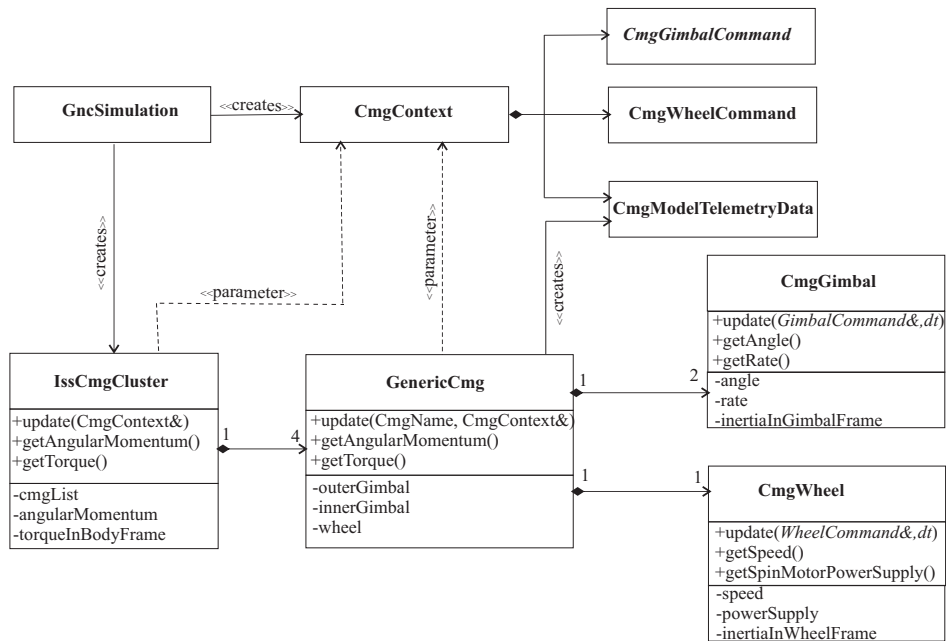 CmgGimbalCommand
GncSimulation
<<creates>>
CmgContext
CmgWheelCommand
CmgModelTelemetryData
<<creates>>
<<parameter>>
<<parameter>>
<<creates>>
CmgGimbal
+update(GimbalCommand&,dt)
+getAngle()
+getRate()
-angle
-rate
-inertiaInGimbalFrame
IssCmgCluster
+update(CmgContext&)
+getAngularMomentum()
+getTorque()
-cmgList
-angularMomentum
-torqueInBodyFrame
1
4
GenericCmg
+update(CmgName, CmgContext&)
+getAngularMomentum()
+getTorque()
-outerGimbal
-innerGimbal
-wheel
1
2
1
1
CmgWheel
+update(WheelCommand&,dt)
+getSpeed()
+getSpinMotorPowerSupply()
-speed
-powerSupply
-inertiaInWheelFrame